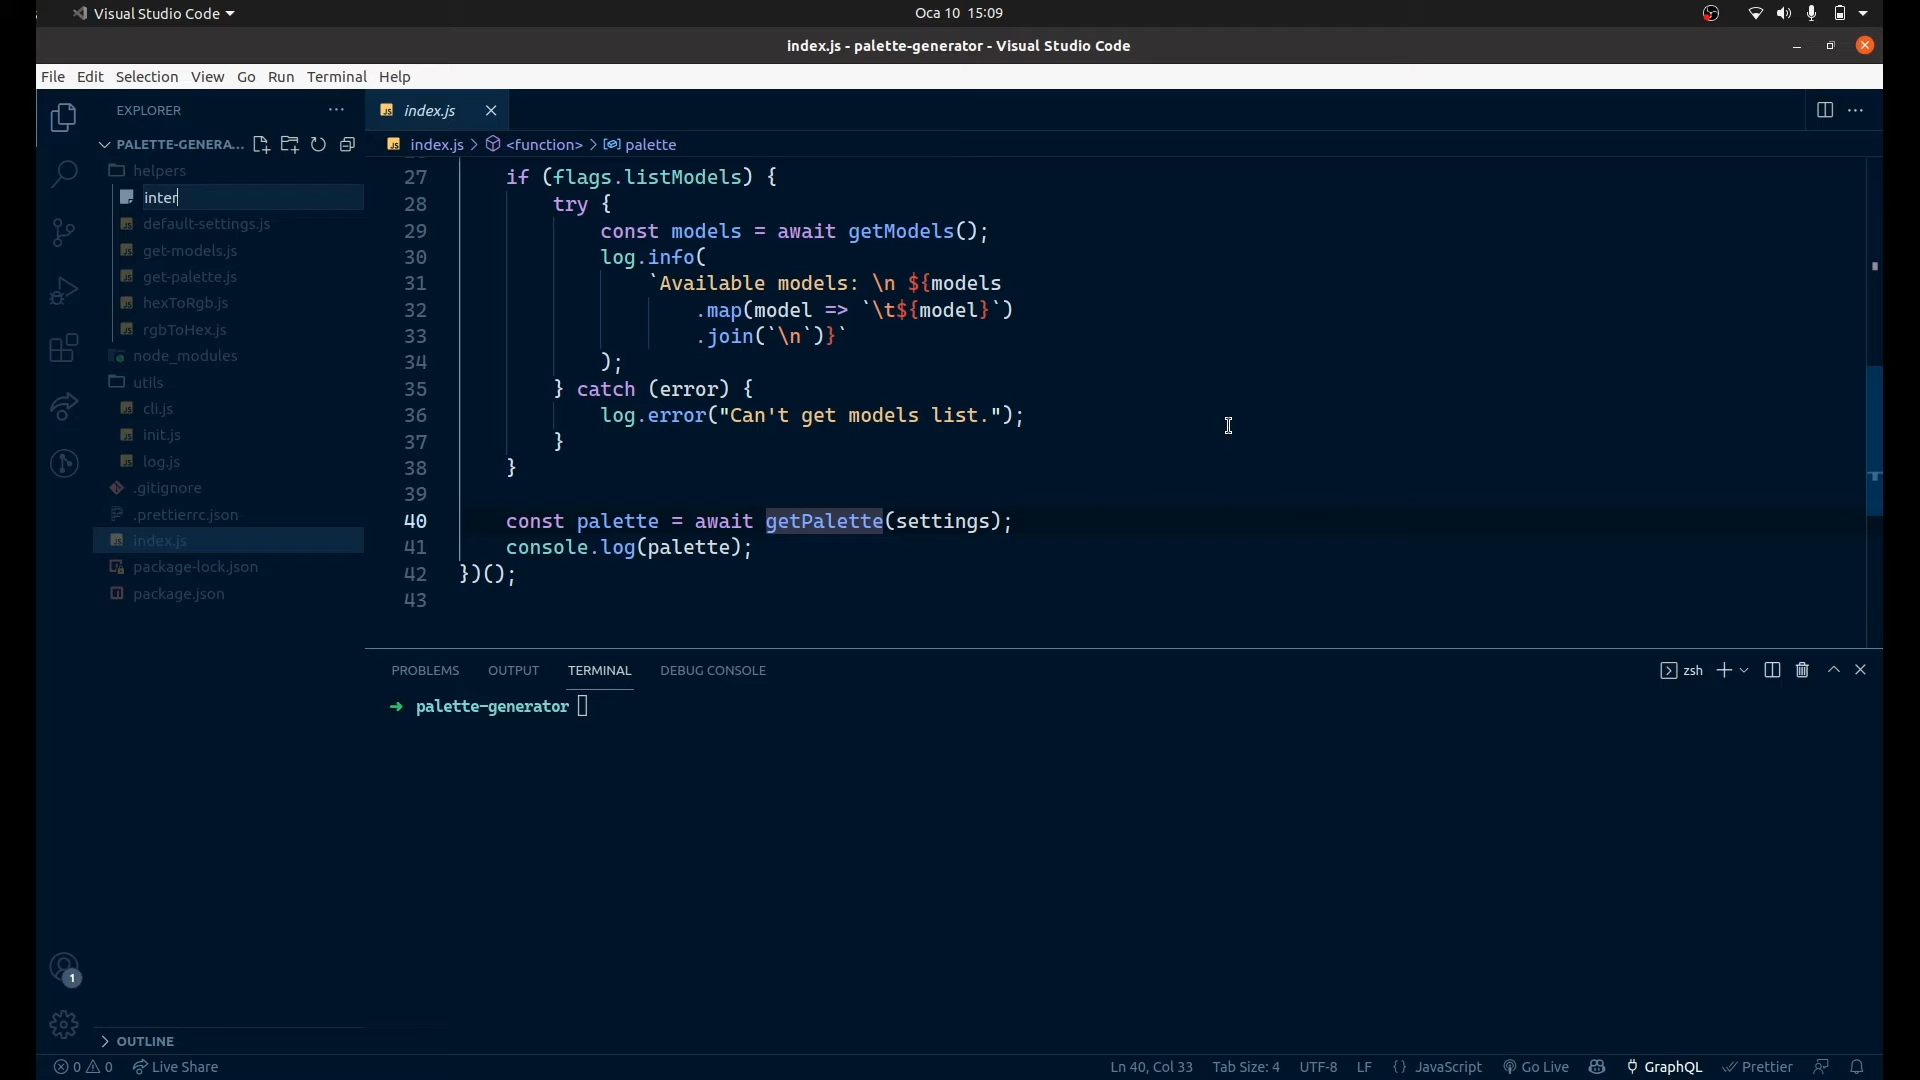 Visual Studio Code
Oca 10 15:09
index.js - palette-generator - Visual Studio Code
File Edit Selection View Go Run Terminal Help
EXPLORER
index.js
PALETTE-GENERA...
index.js > <function> > palette
helpers
inter
default-settings.js
get-models.js
get-palette.js
hexToRgb.js
rgbToHex.js
node_modules
utils
cli.js
init.js
log.js
.gitignore
.prettierrc.json
index.js
package-lock.json
package.json
27 if (flags.listModels) {
28 try {
29 const models = await getModels();
30 log.info(
31 `Available models: \n ${models
32 .map(model => `\t${model}`)
33 .join(`\n`)}`
34 );
35 } catch (error) {
36 log.error("Can't get models list.");
37 }
38 }
39
40 const palette = await getPalette(settings);
41 console.log(palette);
42 })();
43
PROBLEMS OUTPUT TERMINAL DEBUG CONSOLE
zsh
➜ palette-generator
1
OUTLINE
0 0 Live Share
Ln 40, Col 33 Tab Size: 4 UTF-8 LF {} JavaScript Go Live GraphQL Prettier